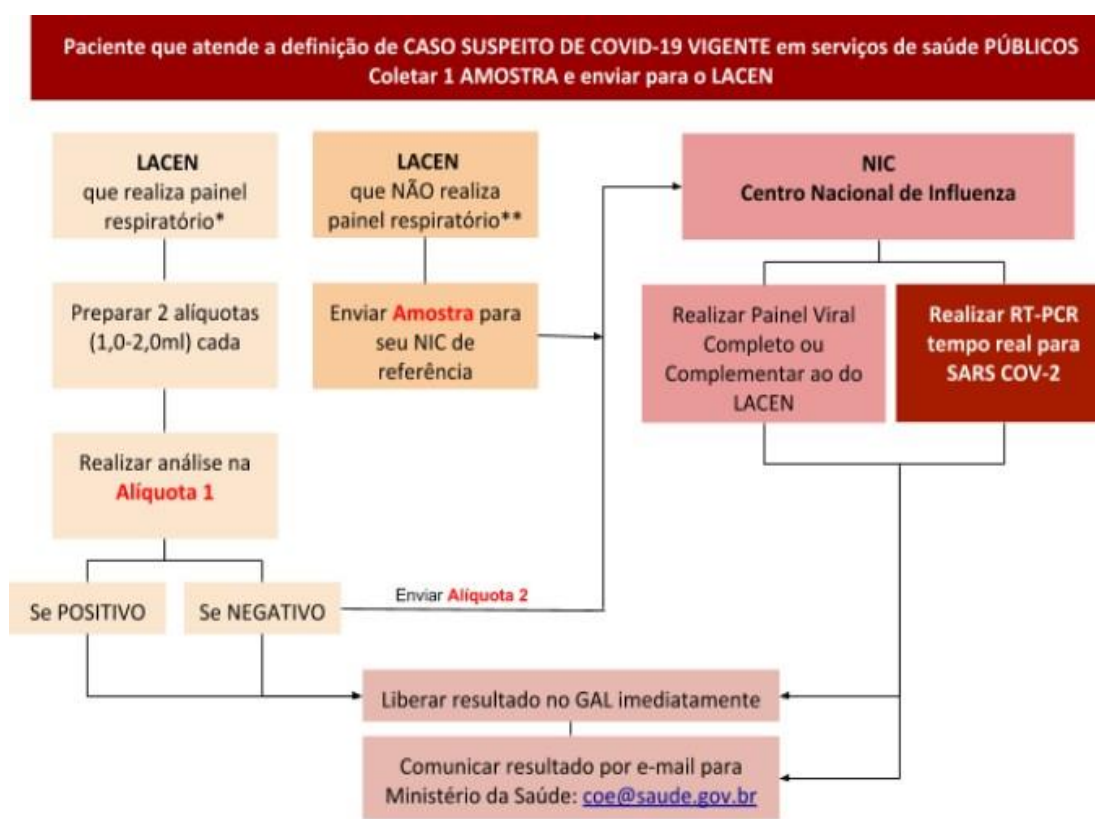 Paciente que atende a definição de CASO SUSPEITO DE COVID-19 VIGENTE em serviços de saúde PÚBLICOS
Coletar 1 AMOSTRA e enviar para o LACEN
LACEN
que realiza painel
respiratório*
Preparar 2 alíquotas
(1,0-2,0ml) cada
Realizar análise na
Alíquota 1
Se POSITIVO
Se NEGATIVO
LACEN
que NÃO realiza
painel respiratório**
Enviar Amostra para
seu NIC de
referência
Enviar Alíquota 2
NIC
Centro Nacional de Influenza
Realizar Painel Viral
Completo ou
Complementar ao do
LACEN
Realizar RT-PCR
tempo real para
SARS COV-2
Liberar resultado no GAL imediatamente
Comunicar resultado por e-mail para
Ministério da Saúde: coe@saude.gov.br